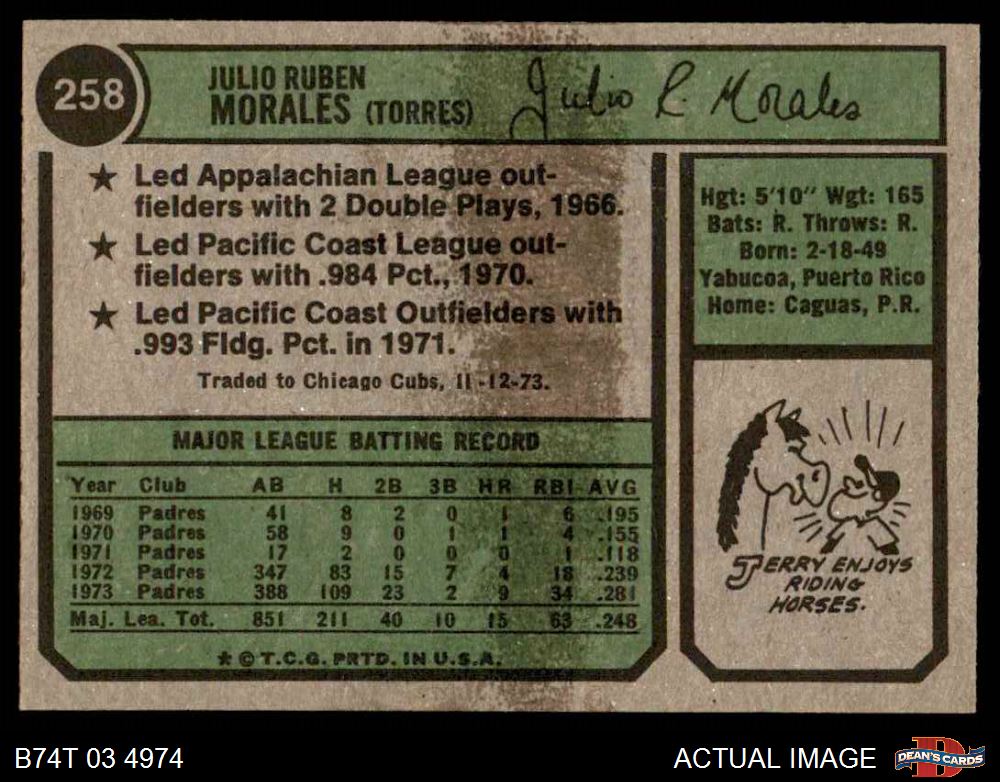 258
JULIO RUBEN
MORALES (TORRES)
Julio R. Morales
★ Led Appalachian League out-
fielders with 2 Double Plays, 1966.
★ Led Pacific Coast League out-
fielders with .984 Pct., 1970.
★ Led Pacific Coast Outfielders with
.993 Fldg. Pct. in 1971.
Traded to Chicago Cubs, 11-12-73.
MAJOR LEAGUE BATTING RECORD
Year Club AB H 2B 3B HR RBI AVG
1969 Padres 41 8 2 0 1 6 .195
1970 Padres 58 9 0 1 1 4 .155
1971 Padres 17 2 0 0 0 1 .118
1972 Padres 347 83 15 7 4 18 .239
1973 Padres 388 109 23 2 9 34 .281
Maj. Lea. Tot. 851 211 40 10 15 63 .248
★ © T.C.G. PRTD. IN U.S.A.
Hgt: 5'10" Wgt: 165
Bats: R. Throws: R.
Born: 2-18-49
Yabucoa, Puerto Rico
Home: Caguas, P.R.
JERRY ENJOYS
RIDING
HORSES.
B74T 03 4974
ACTUAL IMAGE
D
DEAN'S CARDS